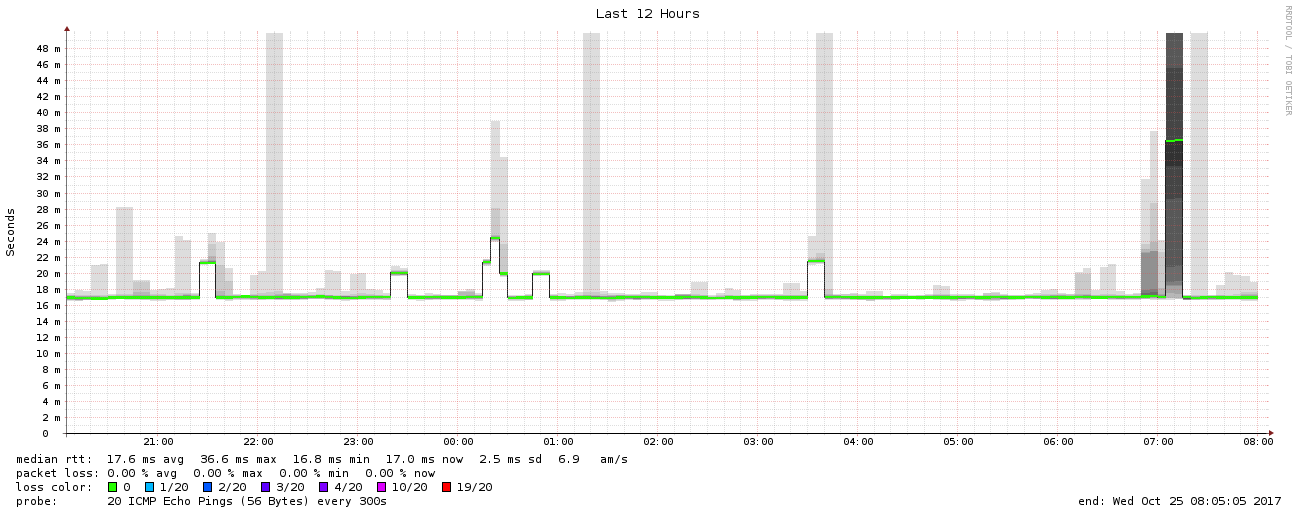 Last 12 Hours
RRDTOOL / TOBI OETIKER
Seconds
48 m
46 m
44 m
42 m
40 m
38 m
36 m
34 m
32 m
30 m
28 m
26 m
24 m
22 m
20 m
18 m
16 m
14 m
12 m
10 m
8 m
6 m
4 m
2 m
0
21:00 22:00 23:00 00:00 01:00 02:00 03:00 04:00 05:00 06:00 07:00 08:00
median rtt: 17.6 ms avg 36.6 ms max 16.8 ms min 17.0 ms now 2.5 ms sd 6.9 am/s
packet loss: 0.00 % avg 0.00 % max 0.00 % min 0.00 % now
loss color: 0 1/20 2/20 3/20 4/20 10/20 19/20
probe: 20 ICMP Echo Pings (56 Bytes) every 300s end: Wed Oct 25 08:05:05 2017